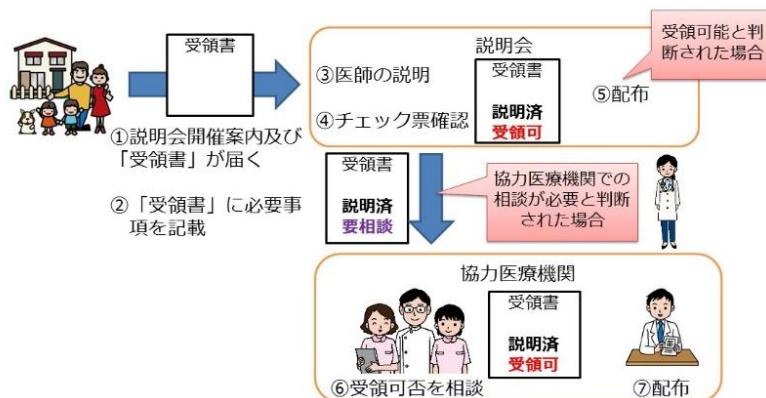 受領書
①説明会開催案内及び
「受領書」が届く
②「受領書」に必要事
項を記載
説明会
③医師の説明
④チェック票確認
受領書
説明済
受領可
⑤配布
受領可能と判
断された場合
受領書
説明済
要相談
協力医療機関での
相談が必要と判断
された場合
協力医療機関
受領書
説明済
受領可
⑥受領可否を相談
⑦配布